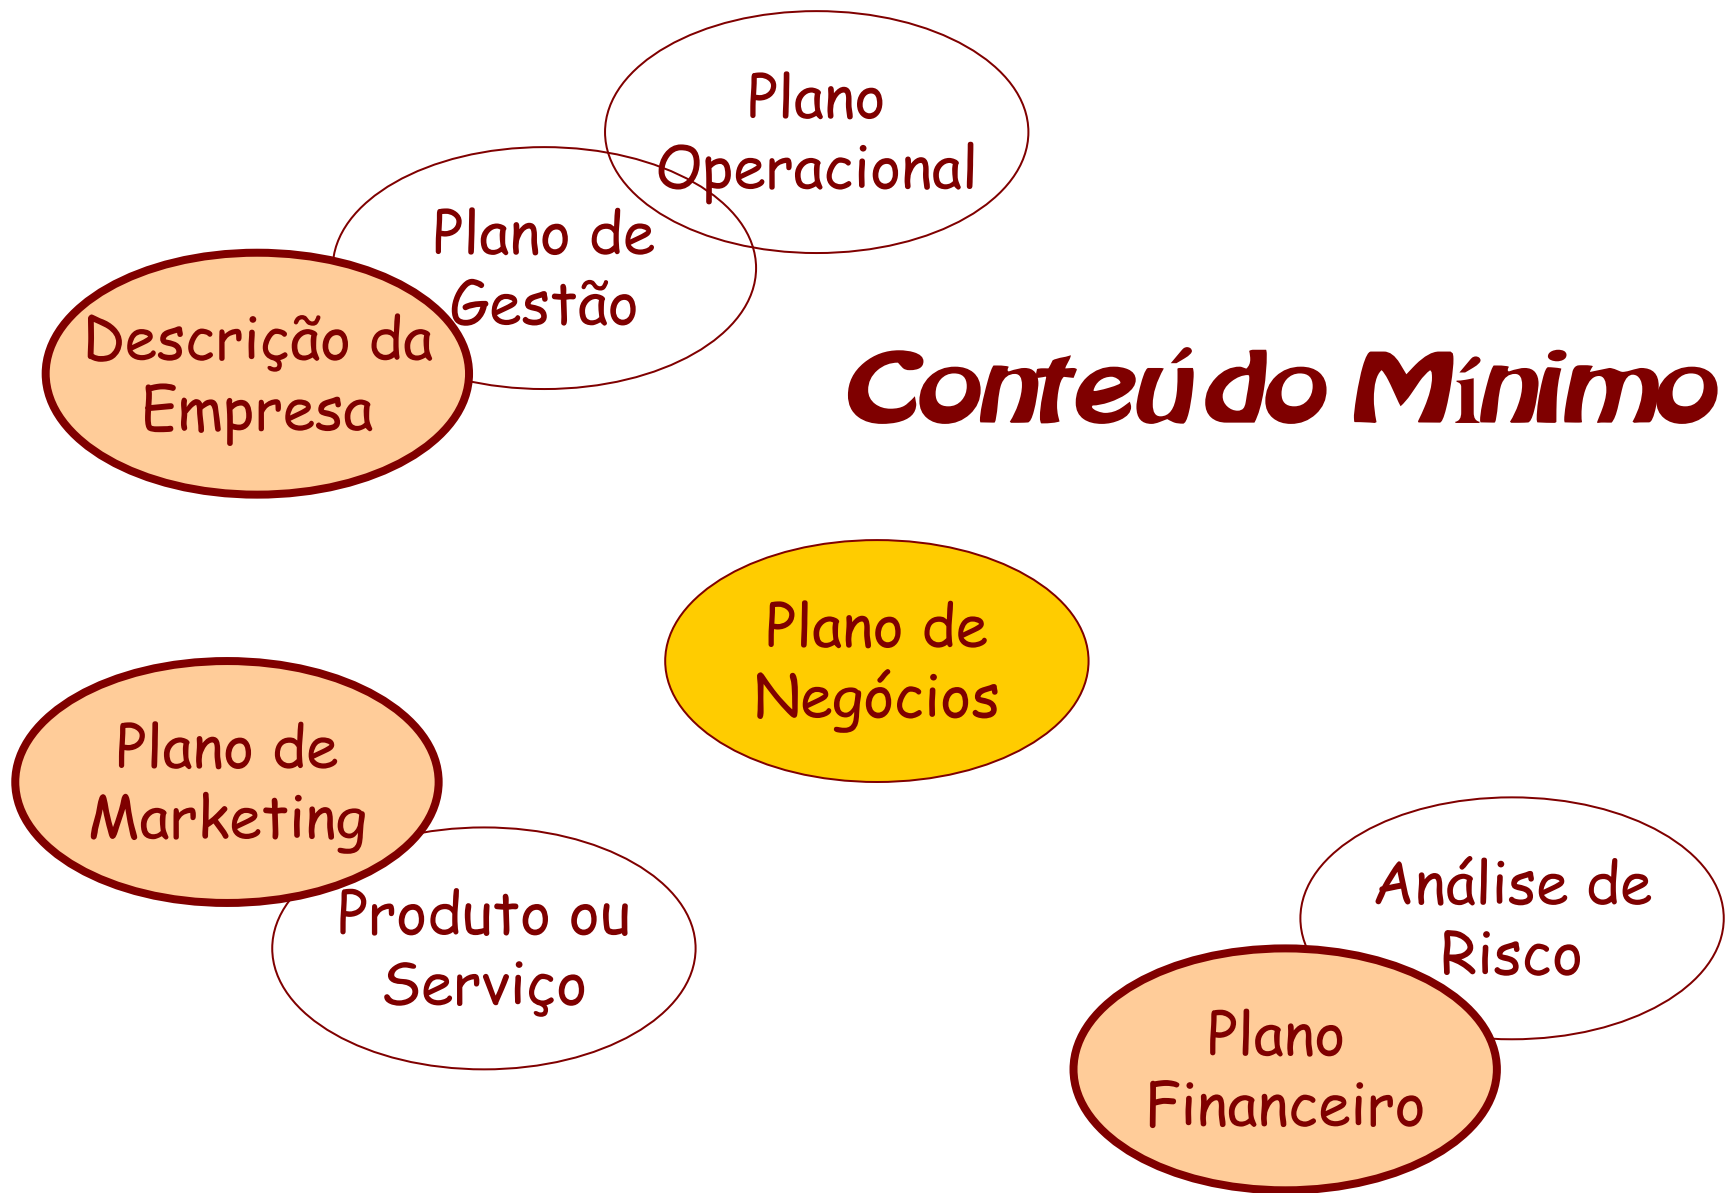 Plano
Operacional
Plano de
Gestão
Descrição da
Empresa
Conteúdo Mínimo
Plano de
Negócios
Plano de
Marketing
Produto ou
Serviço
Análise de
Risco
Plano
Financeiro